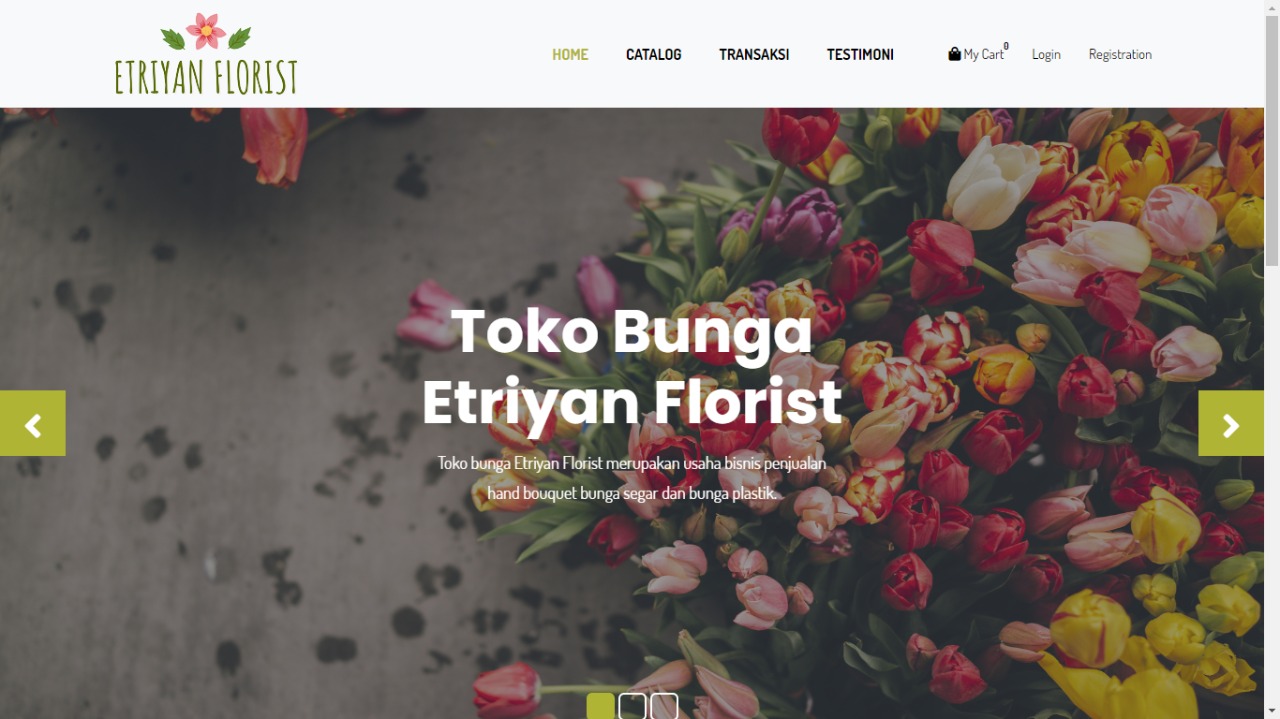 ETRIYAN FLORIST
HOME CATALOG TRANSAKSI TESTIMONI My Cart 0 Login Registration
Toko Bunga
Etriyan Florist
Toko bunga Etriyan Florist merupakan usaha bisnis penjualan
hand bouquet bunga segar dan bunga plastik.